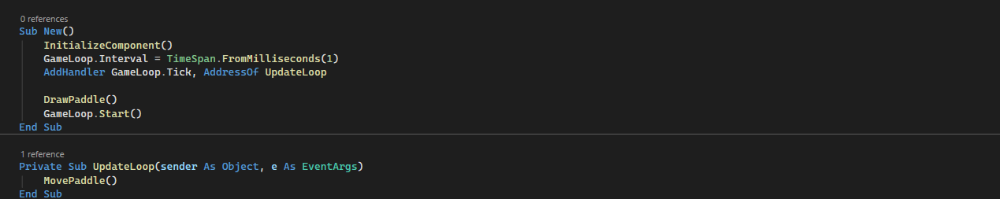 0 references
Sub New()
InitializeComponent()
GameLoop.Interval = TimeSpan.FromMilliseconds(1)
AddHandler GameLoop.Tick, AddressOf UpdateLoop
DrawPaddle()
GameLoop.Start()
End Sub
1 reference
Private Sub UpdateLoop(sender As Object, e As EventArgs)
MovePaddle()
End Sub